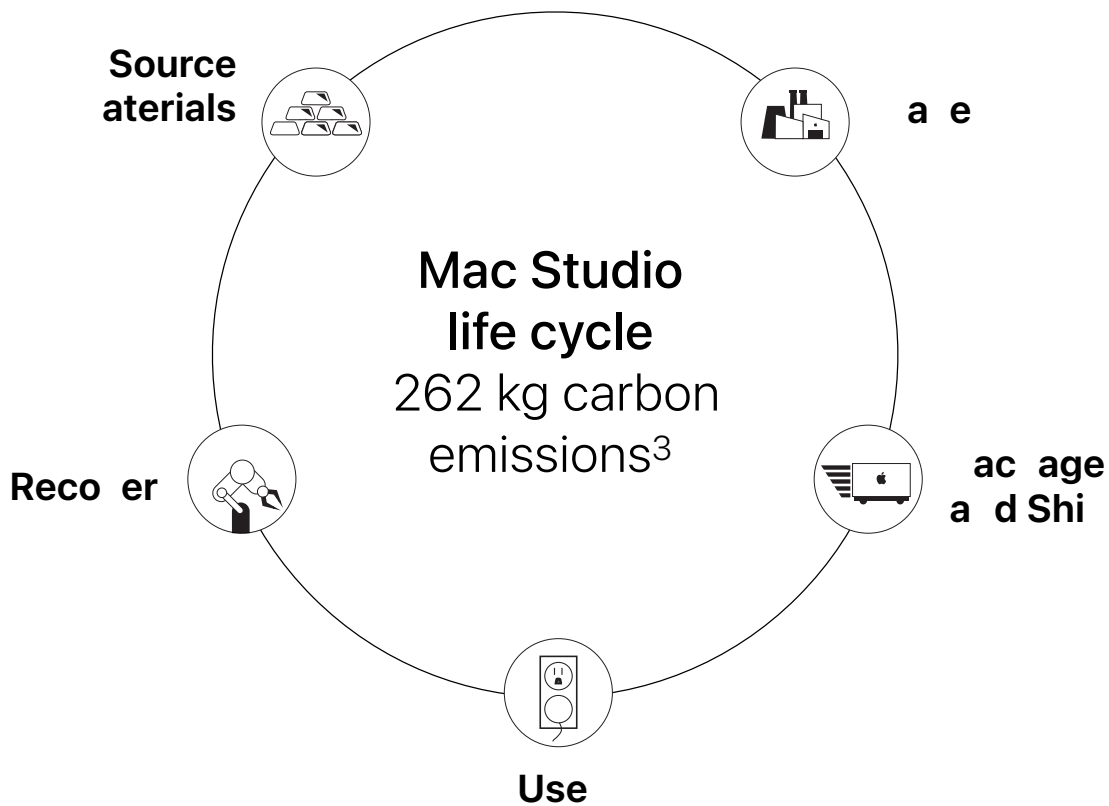 Source
aterials
a e
Mac Studio
life cycle
262 kg carbon
emissions³
Reco er
ac age
a d Shi
Use